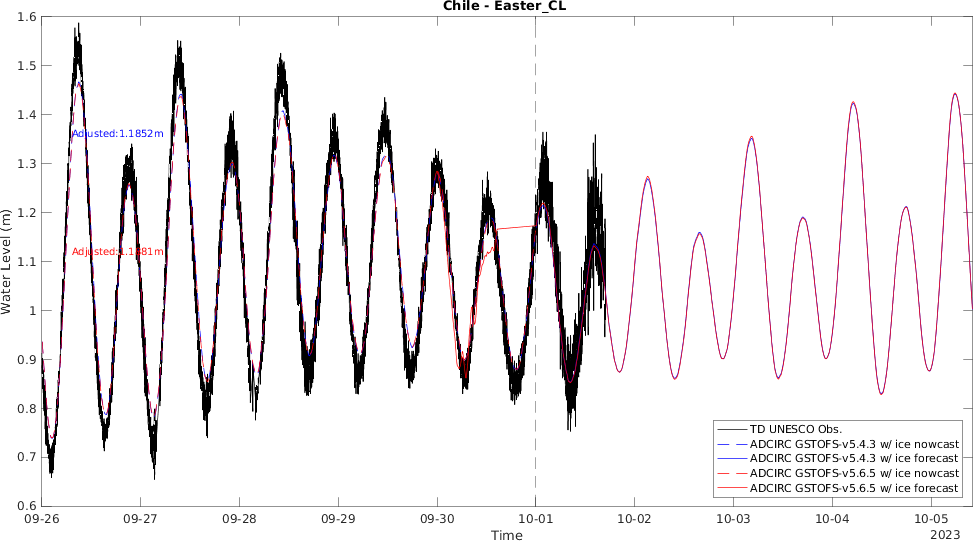 Chile - Easter_CL
1.6
1.5
1.4
1.3
1.2
1.1
1
0.9
0.8
0.7
0.6
Water Level (m)
Adjusted:1.1852m
TD UNESCO Obs.
ADCIRC GSTOFS-v5.4.3 w/ ice nowcast
ADCIRC GSTOFS-v5.4.3 w/ ice forecast
ADCIRC GSTOFS-v5.6.5 w/ ice nowcast
ADCIRC GSTOFS-v5.6.5 w/ ice forecast
09-26 09-27 09-28 09-29 09-30 10-01 10-02 10-03 10-04 10-05
Time
2023